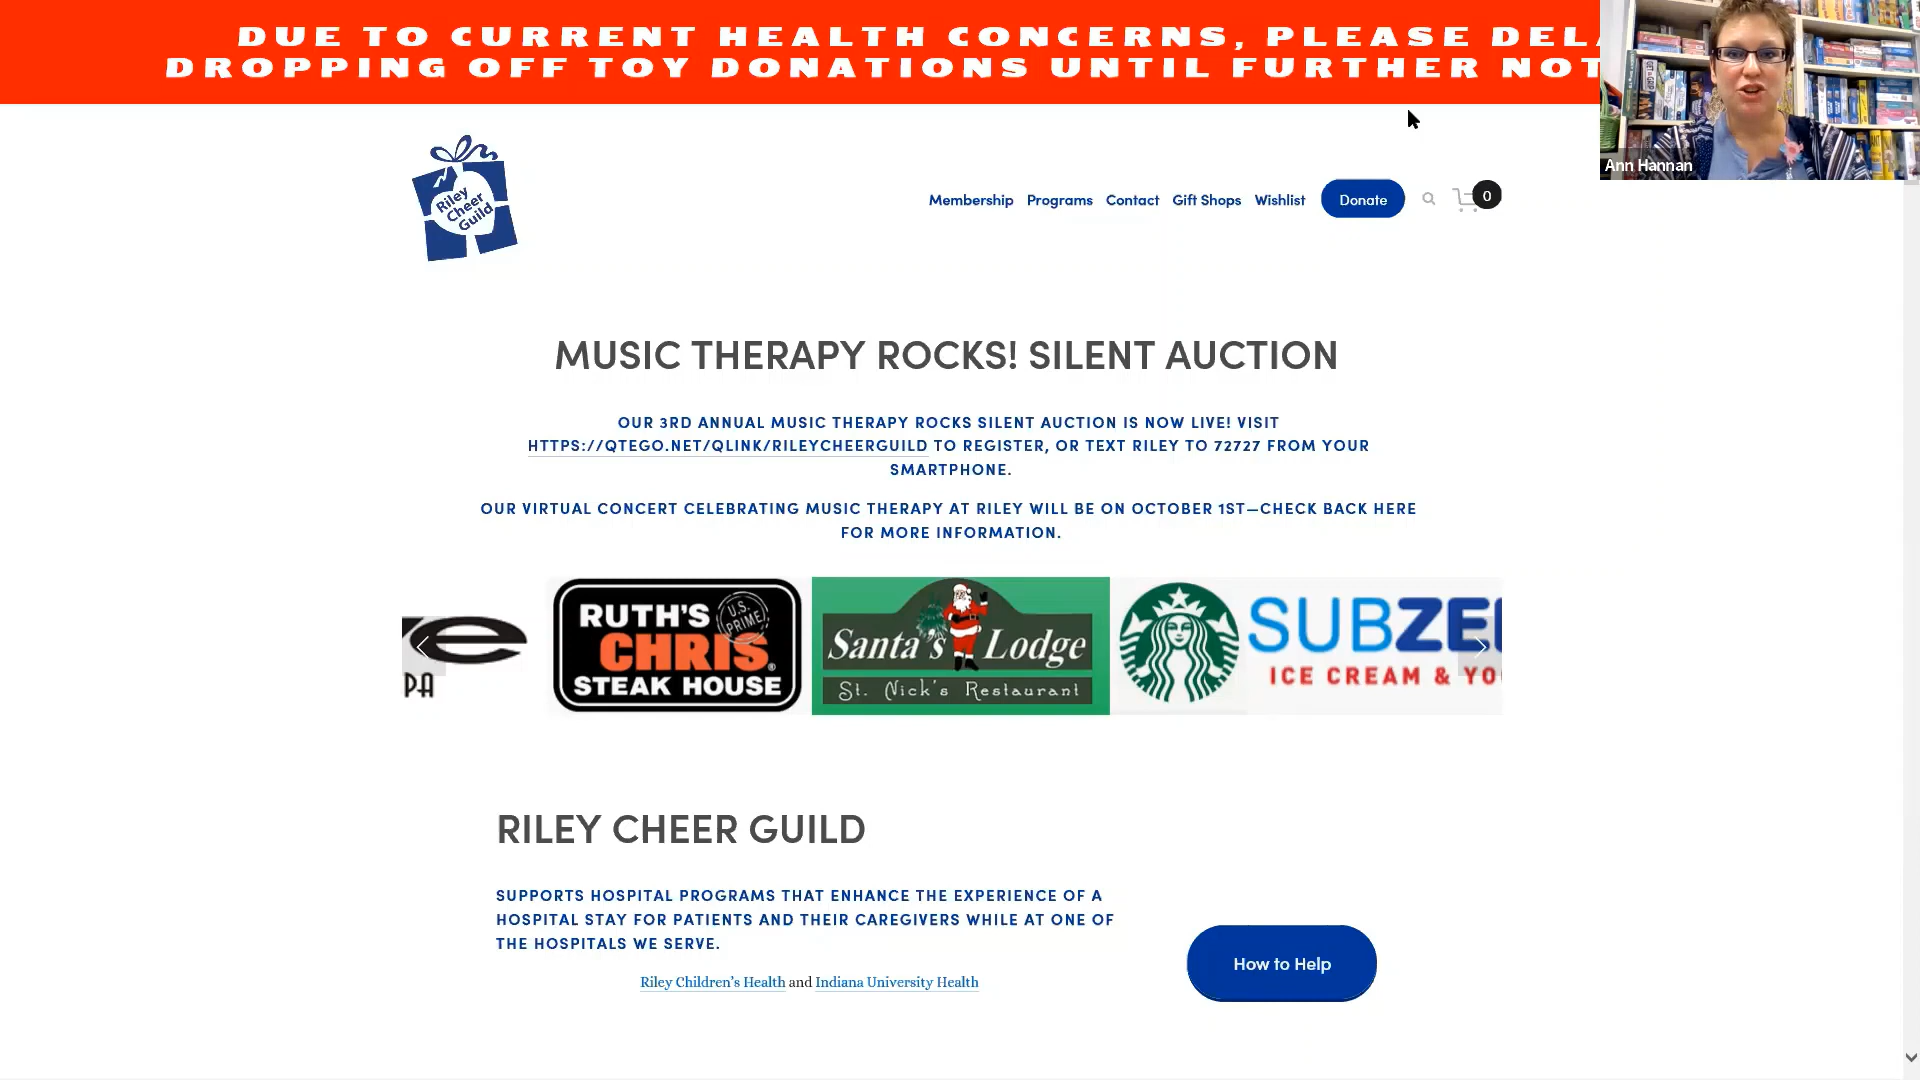 DUE TO CURRENT HEALTH CONCERNS, PLEASE
DROPPING OFF TOY DONATIONS UNTIL FURTHER
Ann Hannan
Riley
Cheer
Guild
Membership Programs Contact Gift Shops Wishlist Donate 0
MUSIC THERAPY ROCKS! SILENT AUCTION
OUR 3RD ANNUAL MUSIC THERAPY ROCKS SILENT AUCTION IS NOW LIVE! VISIT
HTTPS://QTEGO.NET/QLINK/RILEYCHEERGUILD TO REGISTER, OR TEXT RILEY TO 72727 FROM YOUR
SMARTPHONE.
OUR VIRTUAL CONCERT CELEBRATING MUSIC THERAPY AT RILEY WILL BE ON OCTOBER 1ST—CHECK BACK HERE
FOR MORE INFORMATION.
RUTH'S
U.S. PRIME
CHRIS
STEAK HOUSE
Santa's Lodge
St. Nick's Restaurant
ICE CREAM &
RILEY CHEER GUILD
SUPPORTS HOSPITAL PROGRAMS THAT ENHANCE THE EXPERIENCE OF A
HOSPITAL STAY FOR PATIENTS AND THEIR CAREGIVERS WHILE AT ONE OF
THE HOSPITALS WE SERVE.
Riley Children's Health and Indiana University Health
How to Help